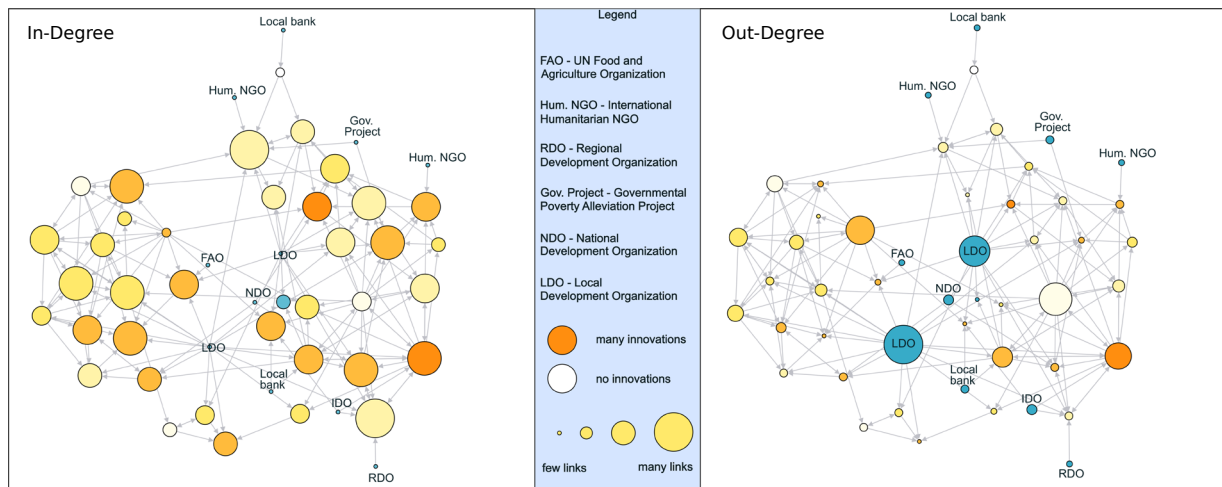 In-Degree
Local bank
Hum. NGO
Gov.
Project
Hum. NGO
FAO
LDO
NDO
LDO
Local
bank
IDO
RDO
Legend
FAO - UN Food and
Agriculture Organization
Hum. NGO - International
Humanitarian NGO
RDO - Regional
Development Organization
Gov. Project - Governmental
Poverty Alleviation Project
NDO - National
Development Organization
LDO - Local
Development Organization
many innovations
no innovations
few links
many links
Out-Degree
Local bank
Hum. NGO
Gov.
Project
Hum. NGO
LDO
FAO
NDO
LDO
Local
bank
IDO
RDO